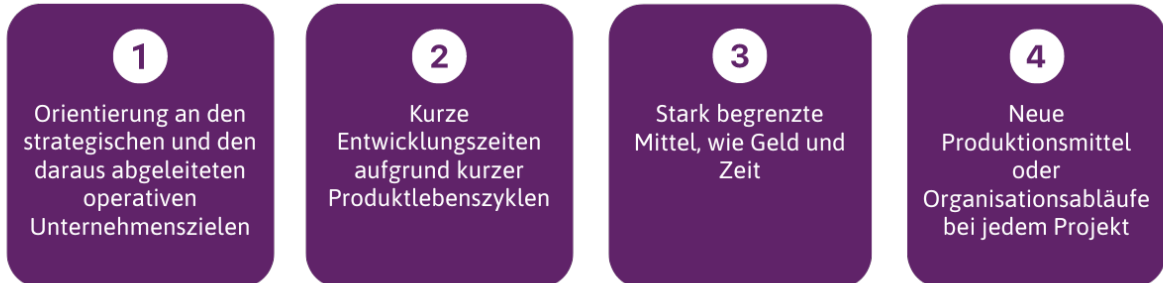 1
Orientierung an den
strategischen und den
daraus abgeleiteten
operativen
Unternehmenszielen
2
Kurze
Entwicklungszeiten
aufgrund kurzer
Produktlebenszyklen
3
Stark begrenzte
Mittel, wie Geld und
Zeit
4
Neue
Produktionsmittel
oder
Organisationsabläufe
bei jedem Projekt